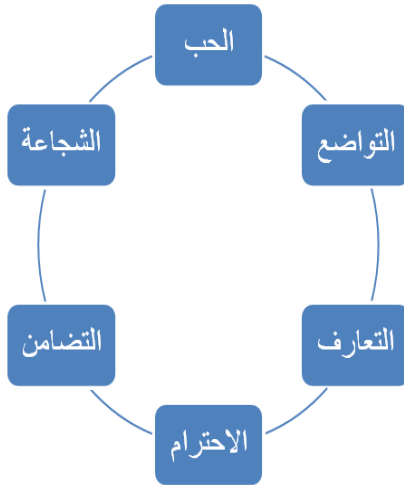 الحب
التواضع
التعارف
الاحترام
التضامن
الشجاعة